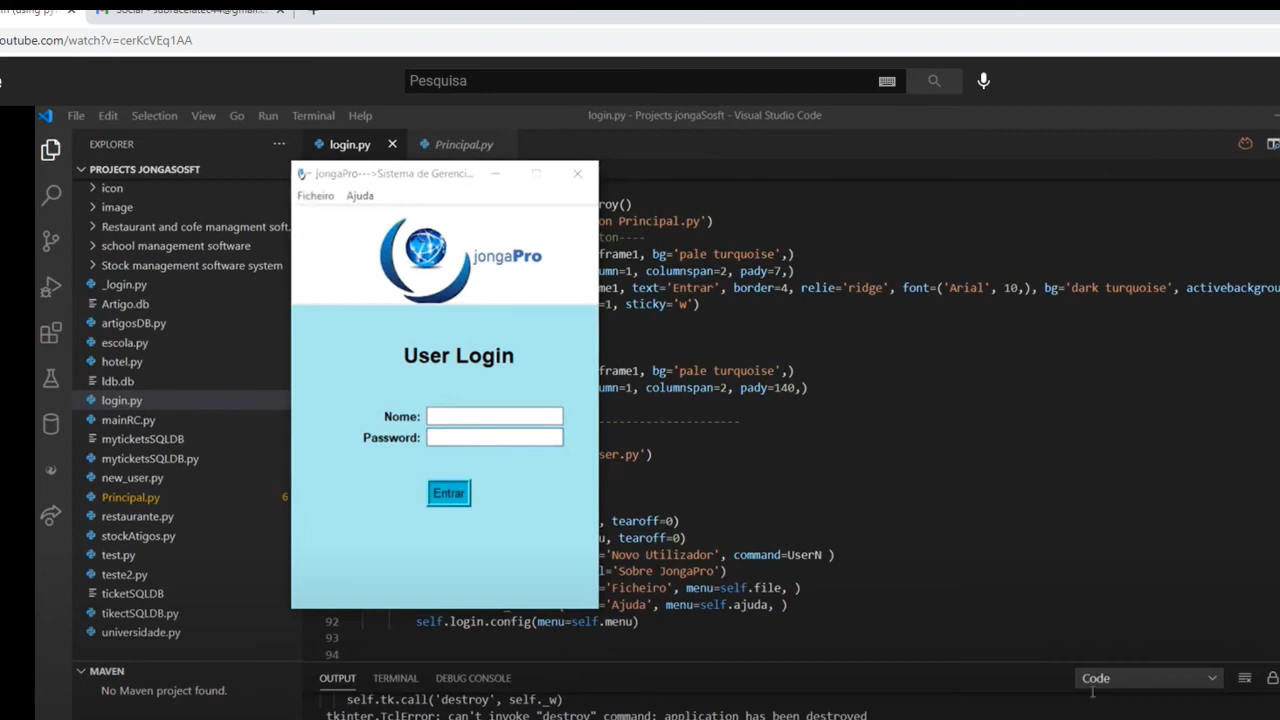 Social - subracelatec44@gmail.c
outube.com/watch?v=cerKcVEq1AA
e
Pesquisa
File Edit Selection View Go Run Terminal Help
login.py - Projects jongaSosft - Visual Studio Code
EXPLORER
login.py
Principal.py
PROJECTS JONGASOSFT
icon
image
Restaurant and cofe managment soft.
school management software
Stock management software system
_login.py
Artigo.db
artigosDB.py
escola.py
hotel.py
ldb.db
login.py
mainRC.py
myticketsSQLDB
myticketsSQLDB.py
new_user.py
Principal.py 6
restaurante.py
stockAtigos.py
test.py
teste2.py
ticketSQLDB
tikectSQLDB.py
universidade.py
MAVEN
No Maven project found.
jongaPro--->Sistema de Gerenci...
Ficheiro Ajuda
jongaPro
User Login
Nome:
Password:
Entrar
roy()
on Principal.py')
ton----
frame1, bg='pale turquoise',)
lumn=1, columnspan=2, pady=7,)
ame1, text='Entrar', border=4, relie='ridge', font=('Arial', 10,), bg='dark turquoise', activebackgrou
=1, sticky='w')
frame1, bg='pale turquoise',)
umn=1, columnspan=2, pady=140,)
--------------------
ser.py')
, tearoff=0)
u, tearoff=0)
='Novo Utilizador', command=UserN )
l='Sobre JongaPro')
='Ficheiro', menu=self.file, )
='Ajuda', menu=self.ajuda, )
92 self.login.config(menu=self.menu)
93
94
OUTPUT TERMINAL DEBUG CONSOLE
Code
self.tk.call('destroy', self._w)
tkinter.TclError: can't invoke "destroy" command: application has been destroyed